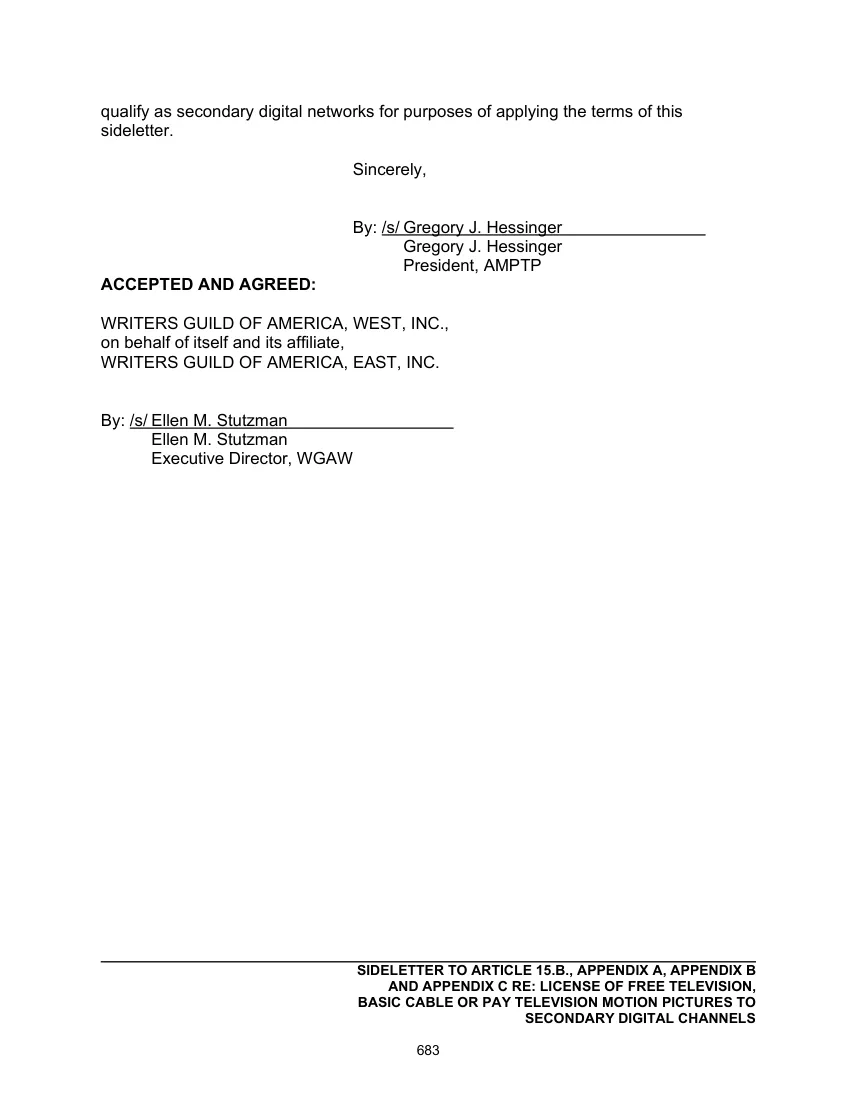 qualify as secondary digital networks for purposes of applying the terms of this
sideletter.
Sincerely,
By: /s/ Gregory J. Hessinger
Gregory J. Hessinger
President, AMPTP
ACCEPTED AND AGREED:
WRITERS GUILD OF AMERICA, WEST, INC.,
on behalf of itself and its affiliate,
WRITERS GUILD OF AMERICA, EAST, INC.
By: /s/ Ellen M. Stutzman
Ellen M. Stutzman
Executive Director, WGAW
SIDELETTER TO ARTICLE 15.B., APPENDIX A, APPENDIX B
AND APPENDIX C RE: LICENSE OF FREE TELEVISION,
BASIC CABLE OR PAY TELEVISION MOTION PICTURES TO
SECONDARY DIGITAL CHANNELS
683